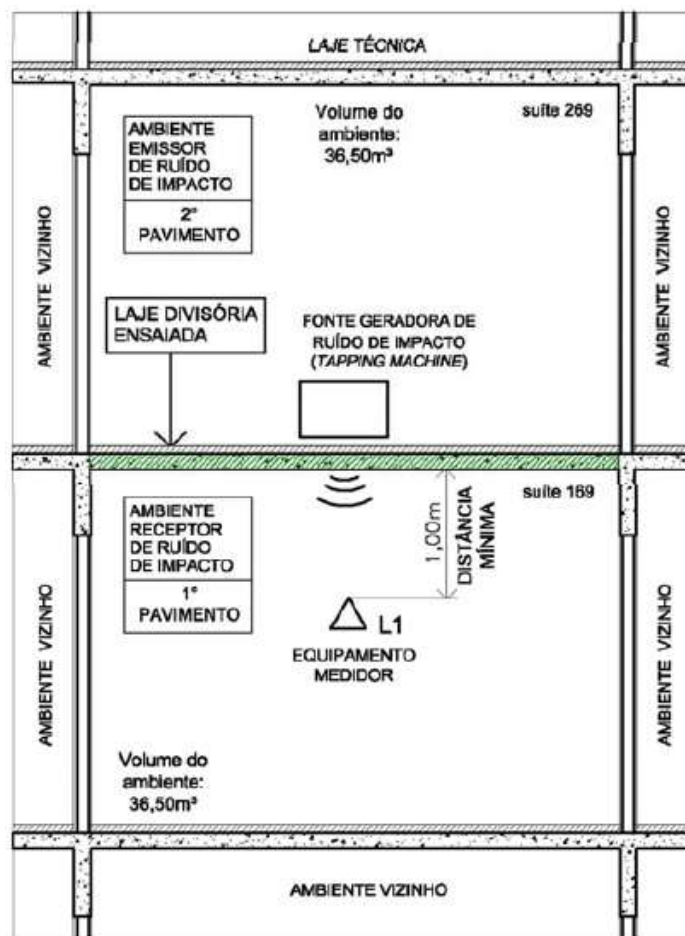 LAJE TÉCNICA
Volume do
ambiente:
36,50m³
suíte 269
AMBIENTE
EMISSOR
DE RUÍDO
DE IMPACTO
2º
PAVIMENTO
AMBIENTE VIZINHO
AMBIENTE VIZINHO
LAJE DIVISÓRIA
ENSAIADA
FONTE GERADORA DE
RUÍDO DE IMPACTO
(TAPPING MACHINE)
suíte 169
AMBIENTE
RECEPTOR
DE RUÍDO
DE IMPACTO
1º
PAVIMENTO
1,00m
DISTÂNCIA
MÍNIMA
L1
EQUIPAMENTO
MEDIDOR
AMBIENTE VIZINHO
AMBIENTE VIZINHO
Volume do
ambiente:
36,50m³
AMBIENTE VIZINHO